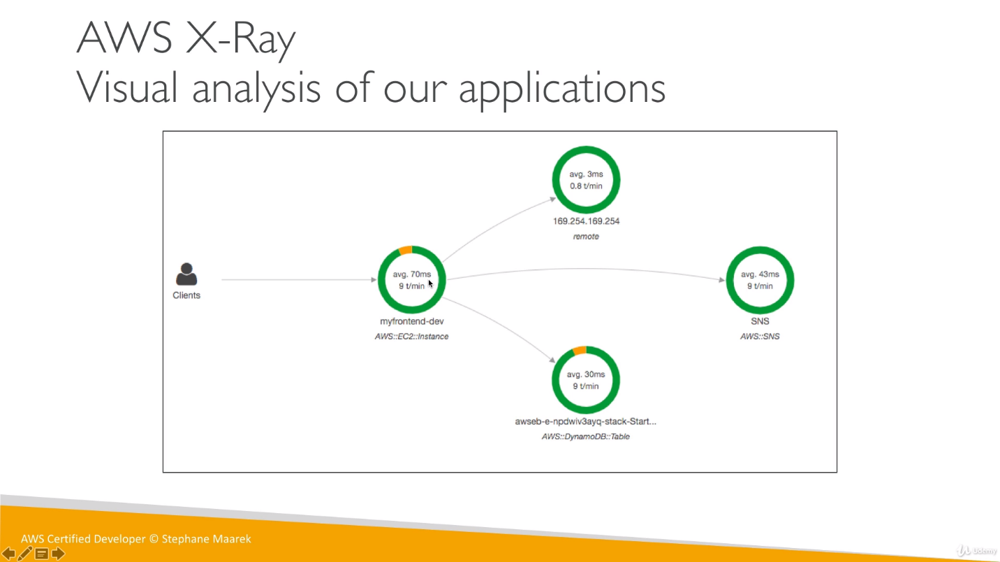 AWS X-Ray
Visual analysis of our applications
avg. 3ms
0.8 t/min
169.254.169.254
remote
Clients
avg. 70ms
9 t/min
myfrontend-dev
AWS::EC2::Instance
avg. 43ms
9 t/min
SNS
AWS::SNS
avg. 30ms
9 t/min
awseb-e-npdwiv3ayq-stack-Start...
AWS::DynamoDB::Table
AWS Certified Developer © Stephane Maarek
Udemy